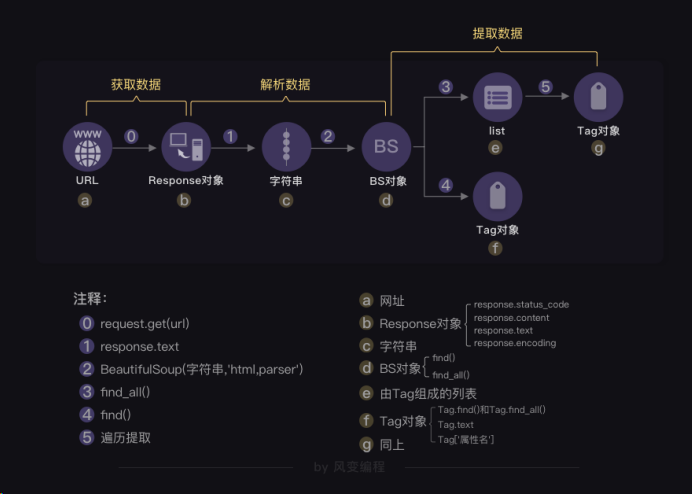 提取数据
获取数据
解析数据
WWW
0
1
2
BS
3
4
5
URL
Response对象
字符串
BS对象
list
Tag对象
Tag对象
a
b
c
d
e
g
f
注释：
0 request.get(url)
1 response.text
2 BeautifulSoup(字符串,'html,parser')
3 find_all()
4 find()
5 遍历提取
a 网址
b Response对象
response.status_code
response.content
response.text
response.encoding
c 字符串
d BS对象
find()
find_all()
e 由Tag组成的列表
f Tag对象
Tag.find()和Tag.find_all()
Tag.text
Tag['属性名']
g 同上
by 风变编程